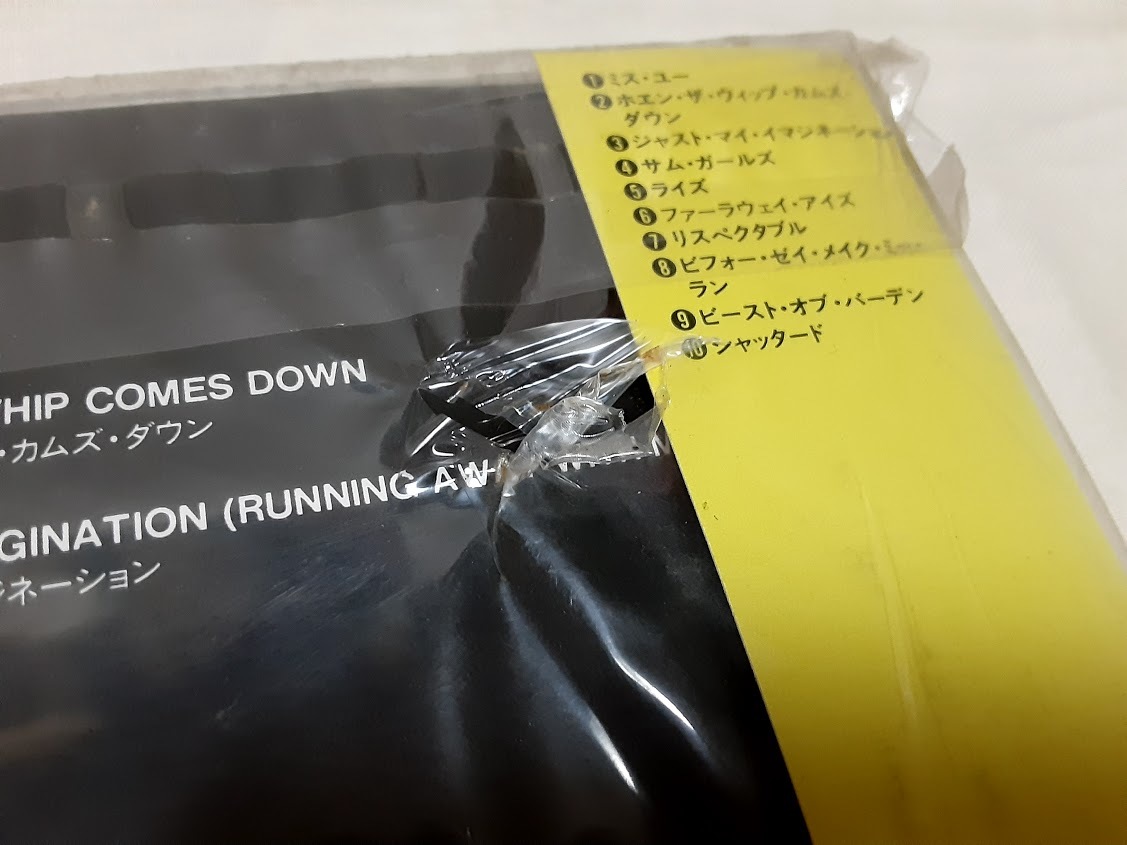 ❶ミス・ユー
❷ホエン・ザ・ウィップ・カムズ・
ダウン
❸ジャスト・マイ・イマジネーション
❹サム・ガールズ
❺ライズ
❻ファーラウェイ・アイズ
❼リスペクタブル
❽ビフォー・ゼイ・メイク・ミー・
ラン
❾ビースト・オブ・バーデン
❿シャッタード
WHIP COMES DOWN
・カムズ・ダウン
GINATION (RUNNING AWAY WITH M
ジネーション